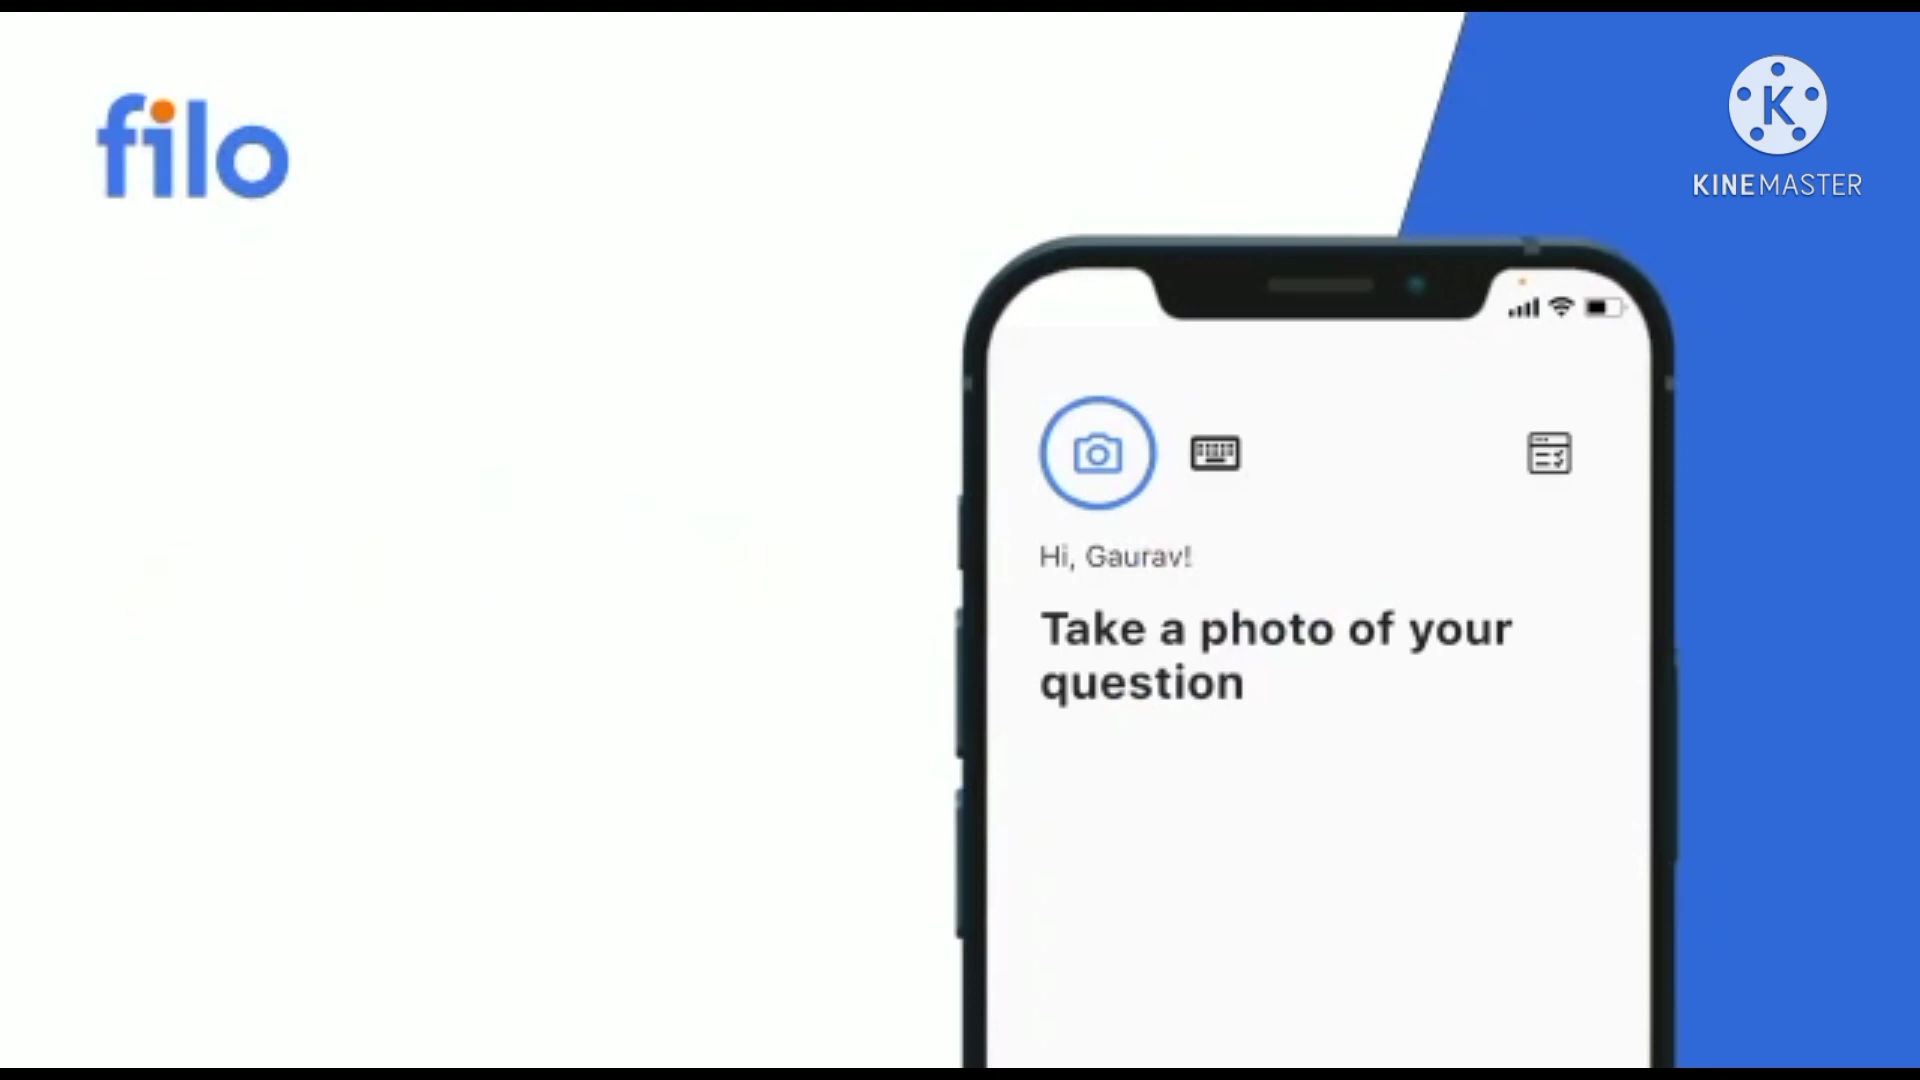 filo
K
KINEMASTER
Hi, Gaurav!
Take a photo of your
question